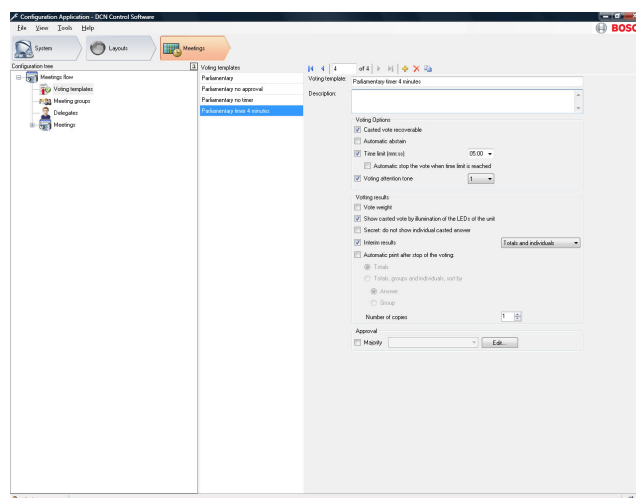 Configuration Application - DCN Control Software
File View Tools Help
BOSC
System
Layouts
Meetings
Configuration tree
Meetings flow
Voting templates
Meeting groups
Delegates
Meetings
Voting templates
Parliamentary
Parliamentary no approval
Parliamentary no timer
Parliamentary timer 4 minutes
4 of 4
Voting template: Parliamentary timer 4 minutes
Description:
Voting Options
Casted vote recoverable
Automatic abstain
Time limit (mm:ss) 05:00
Automatic stop the vote when time limit is reached
Voting attention tone 1
Votting results
Vote weight
Show casted vote by illumination of the LEDs of the unit
Secret: do not show individual casted answer
Interim results Totals and individuals
Automatic print after stop of the voting:
Totals
Totals, groups and individuals, sort by
Answer
Group
Number of copies 1
Approval
Majority Edit...